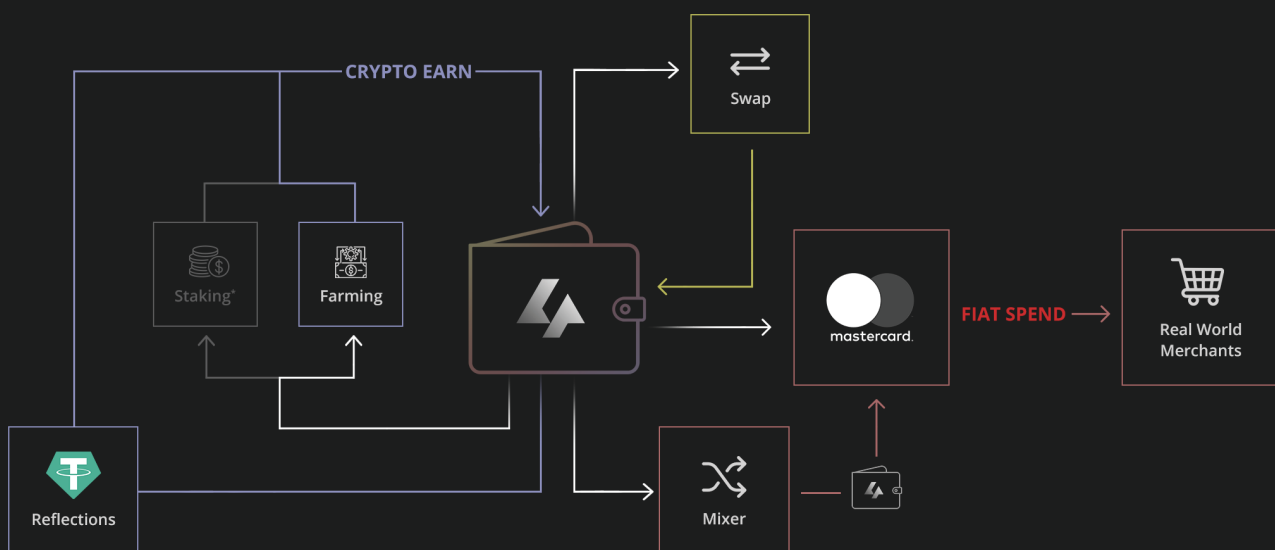 CRYPTO EARN
Swap
Staking*
Farming
mastercard.
FIAT SPEND
Real World
Merchants
Reflections
Mixer